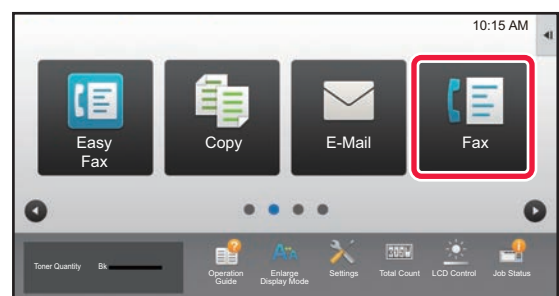 10:15 AM
Easy
Fax
Copy
E-Mail
Fax
Toner Quantity Bk
Operation
Guide
Enlarge
Display Mode
Settings
Total Count
LCD Control
Job Status